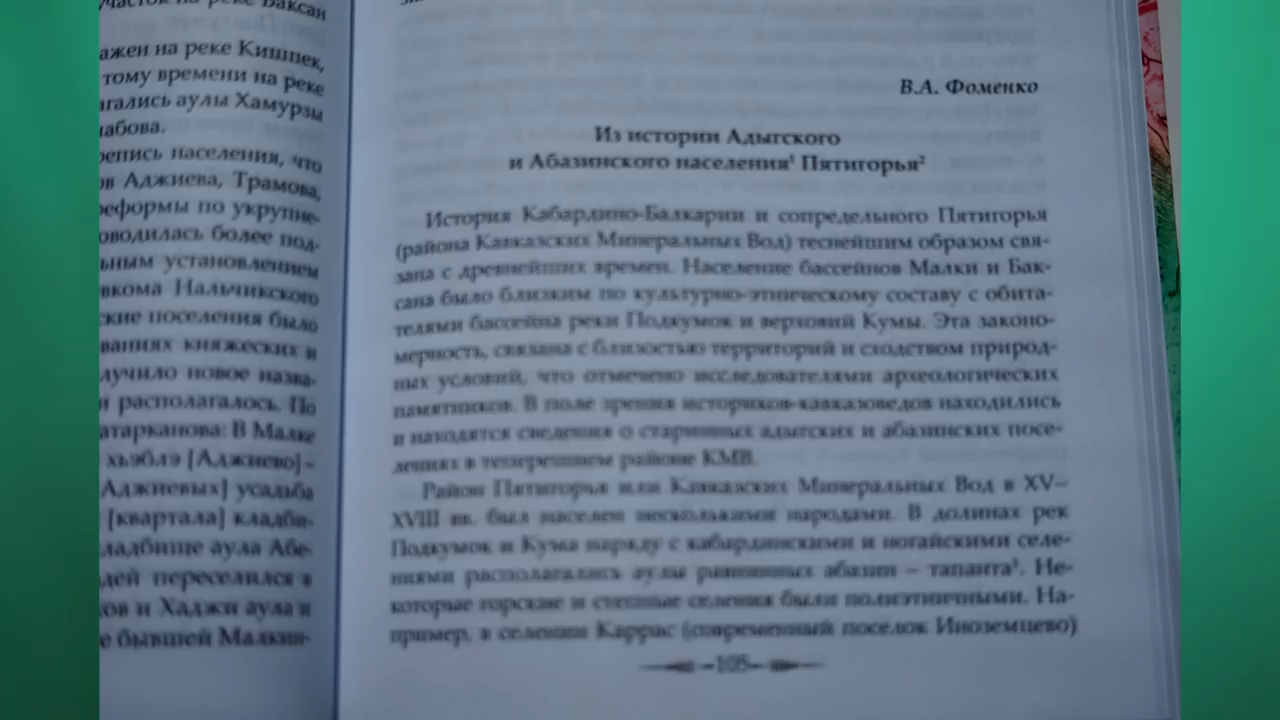 участок на реке Баксан
ажен на реке Кишпек,
тому времени на реке
агались аулы Хамурзы
абова.
репись населения, что
ов Аджиева, Трамова,
реформы по укрупне-
оводилась более под-
ьным установлением
вкома Нальчикского
ские поселения было
ваниях княжеских и
лучило новое назва-
и располагалось. По
атарканова: В Малке
хьэблэ [Аджиево] –
Аджиевых] усадьба
[квартала] кладби-
ладбище аула Абе-
дей переселился в
ков и Хаджи аула и
е бывшей Малкин-
В.А. Фоменко
Из истории Адыгского
и Абазинского населения¹ Пятигорья²
История Кабардино-Балкарии и сопредельного Пятигорья
(района Кавказских Минеральных Вод) теснейшим образом свя-
зана с древнейших времен. Население бассейнов Малки и Бак-
сана было близким по культурно-этническому составу с обита-
телями бассейна реки Подкумок и верховий Кумы. Эта законо-
мерность, связана с близостью территорий и сходством природ-
ных условий, что отмечено исследователями археологических
памятников. В поле зрения историков-кавказоведов находились
и находятся сведения о старинных адыгских и абазинских посе-
лениях в теперешнем районе КМВ.
Район Пятигорья или Кавказских Минеральных Вод в XV–
XVIII вв. был населен несколькими народами. В долинах рек
Подкумок и Кума наряду с кабардинскими и ногайскими селе-
ниями располагались аулы равнинных абазин – тапанта³. Не-
которые горские и степные селения были полиэтничными. На-
пример, в селении Каррас (современный поселок Иноземцево)
105